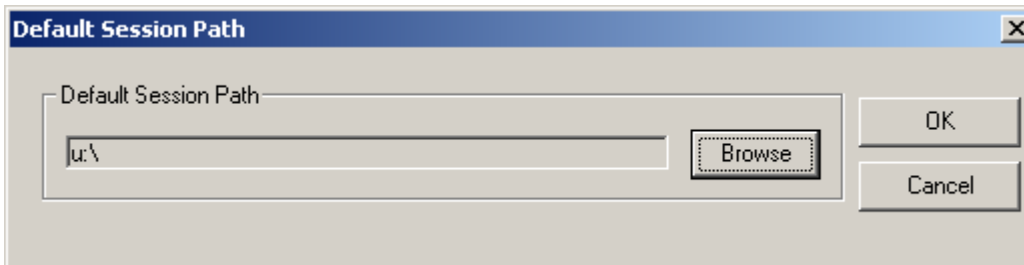 Default Session Path
Default Session Path
OK
u:\
Browse
Cancel